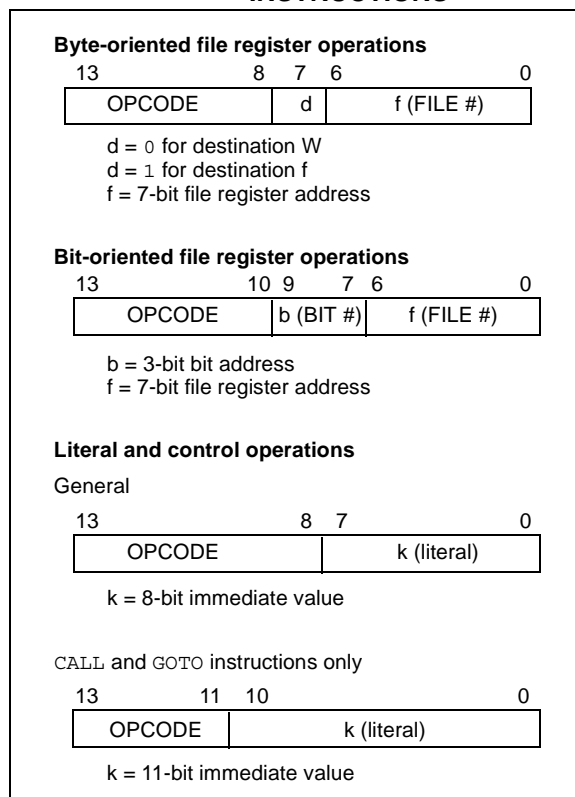 Byte-oriented file register operations
13 8 7 6 0
OPCODE d f (FILE #)
d = 0 for destination W
d = 1 for destination f
f = 7-bit file register address
Bit-oriented file register operations
13 10 9 7 6 0
OPCODE b (BIT #) f (FILE #)
b = 3-bit bit address
f = 7-bit file register address
Literal and control operations
General
13 8 7 0
OPCODE k (literal)
k = 8-bit immediate value
CALL and GOTO instructions only
13 11 10 0
OPCODE k (literal)
k = 11-bit immediate value